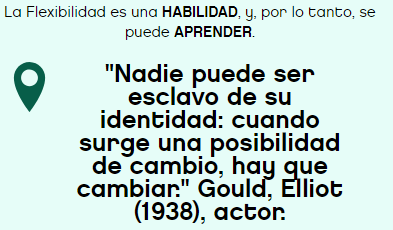 La Flexibilidad es una HABILIDAD, y, por lo tanto, se
puede APRENDER.
"Nadie puede ser
esclavo de su
identidad: cuando
surge una posibilidad
de cambio, hay que
cambiar." Gould, Elliot
(1938), actor.